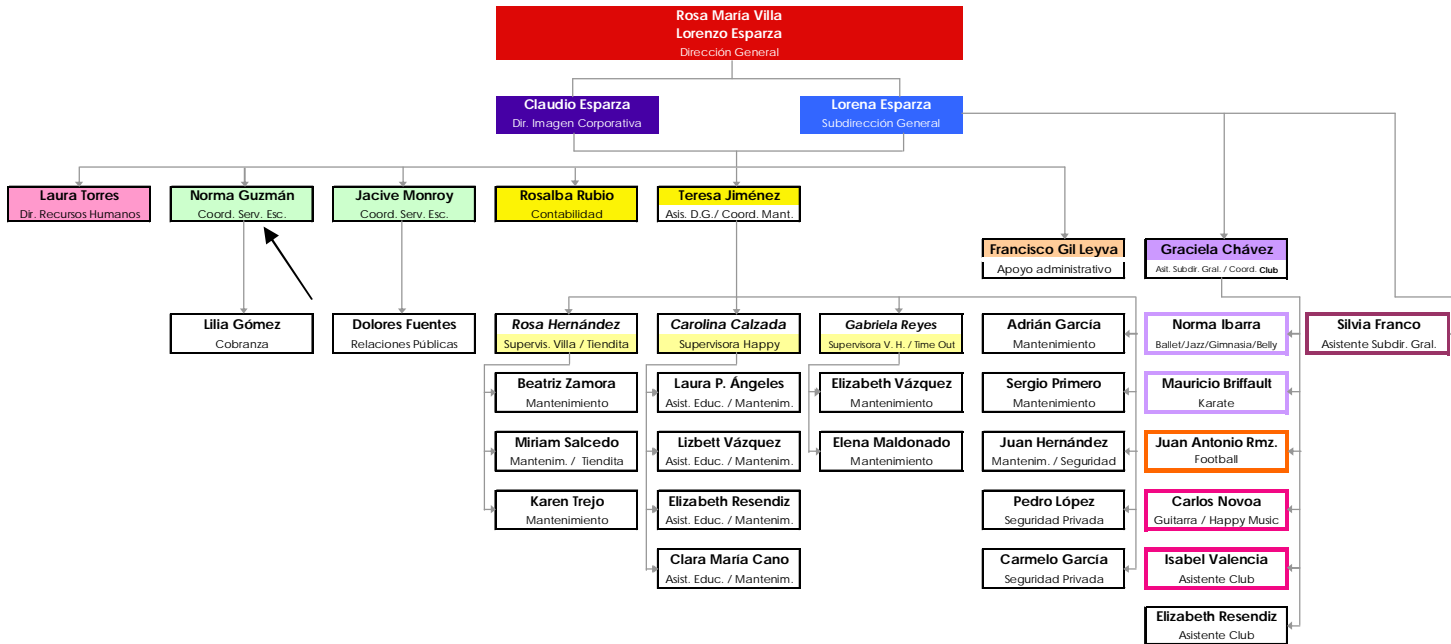 Rosa María Villa
Lorenzo Esparza
Dirección General
Claudio Esparza
Dir. Imagen Corporativa
Lorena Esparza
Subdirección General
Laura Torres
Dir. Recursos Humanos
Norma Guzmán
Coord. Serv. Esc.
Jacive Monroy
Coord. Serv. Esc.
Rosalba Rubio
Contabilidad
Teresa Jiménez
Asis. D.G./ Coord. Mant.
Francisco Gil Leyva
Apoyo administrativo
Graciela Chávez
Asit. Subdir. Gral. / Coord. Club
Lilia Gómez
Cobranza
Dolores Fuentes
Relaciones Públicas
Rosa Hernández
Supervis. Villa / Tiendita
Carolina Calzada
Supervisora Happy
Gabriela Reyes
Supervisora V. H. / Time Out
Adrián García
Mantenimiento
Norma Ibarra
Ballet/Jazz/Gimnasia/Belly
Silvia Franco
Asistente Subdir. Gral.
Beatriz Zamora
Mantenimiento
Laura P. Ángeles
Asist. Educ. / Mantenim.
Elizabeth Vázquez
Mantenimiento
Sergio Primero
Mantenimiento
Mauricio Briffault
Karate
Miriam Salcedo
Mantenim. / Tiendita
Lizbett Vázquez
Asist. Educ. / Mantenim.
Elena Maldonado
Mantenimiento
Juan Hernández
Mantenim. / Seguridad
Juan Antonio Rmz.
Football
Karen Trejo
Mantenimiento
Elizabeth Resendiz
Asist. Educ. / Mantenim.
Pedro López
Seguridad Privada
Carlos Novoa
Guitarra / Happy Music
Clara María Cano
Asist. Educ. / Mantenim.
Carmelo García
Seguridad Privada
Isabel Valencia
Asistente Club
Elizabeth Resendiz
Asistente Club